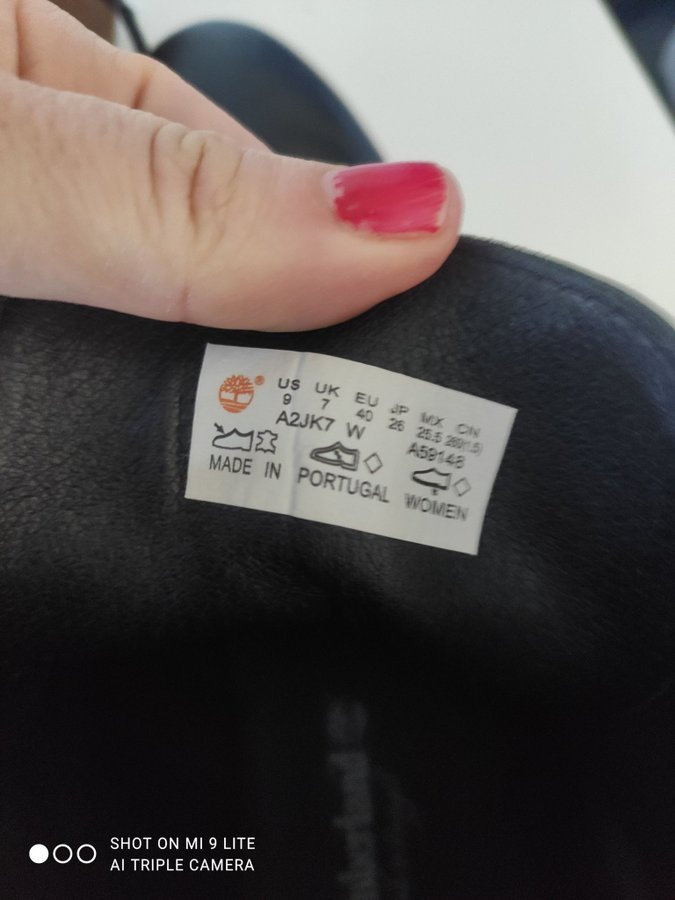 US UK EU JP MX CN
9 7 40 26 25.5 260(1.5)
A2JK7 W A59148
MADE IN PORTUGAL WOMEN
SHOT ON MI 9 LITE
AI TRIPLE CAMERA